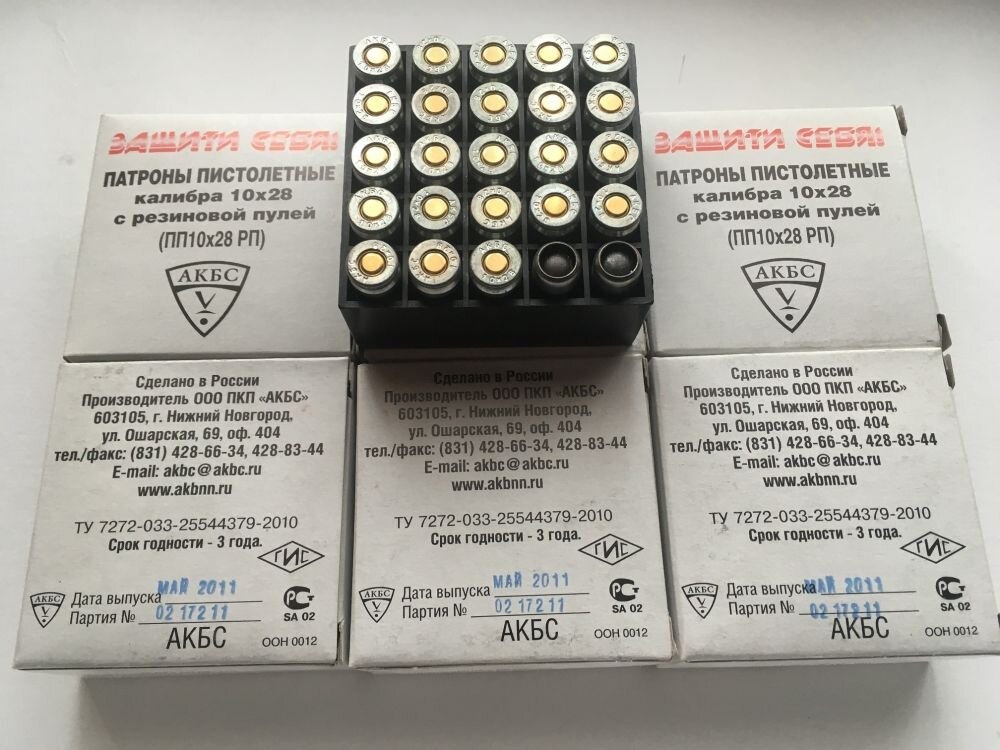 ЗАЩИТИ СЕБЯ!
ПАТРОНЫ ПИСТОЛЕТНЫЕ
калибра 10х28
с резиновой пулей
(ПП10х28 РП)
АКБС
ЗАЩИТИ СЕБЯ!
ПАТРОНЫ ПИСТОЛЕТНЫЕ
калибра 10х28
с резиновой пулей
(ПП10х28 РП)
АКБС
Сделано в России
Производитель ООО ПКП «АКБС»
603105, г. Нижний Новгород,
ул. Ошарская, 69, оф. 404
тел./факс: (831) 428-66-34, 428-83-44
E-mail: akbc@akbc.ru
www.akbnn.ru
ТУ 7272-033-25544379-2010
Срок годности - 3 года.
ГИС
АКБС
Дата выпуска МАЙ 2011
Партия № 02 172 11
АКБС
РС
SA 02
ООН 0012
Сделано в России
Производитель ООО ПКП «АКБС»
603105, г. Нижний Новгород,
ул. Ошарская, 69, оф. 404
тел./факс: (831) 428-66-34, 428-83-44
E-mail: akbc@akbc.ru
www.akbnn.ru
ТУ 7272-033-25544379-2010
Срок годности - 3 года.
ГИС
АКБС
Дата выпуска МАЙ 2011
Партия № 02 172 11
АКБС
РС
SA 02
ООН 0012
Сделано в России
Производитель ООО ПКП «АКБС»
603105, г. Нижний Новгород,
ул. Ошарская, 69, оф. 404
тел./факс: (831) 428-66-34, 428-83-44
E-mail: akbc@akbc.ru
www.akbnn.ru
ТУ 7272-033-25544379-2010
Срок годности - 3 года.
ГИС
АКБС
Дата выпуска МАЙ 2011
Партия № 02 172 11
АКБС
РС
SA 02
ООН 0012